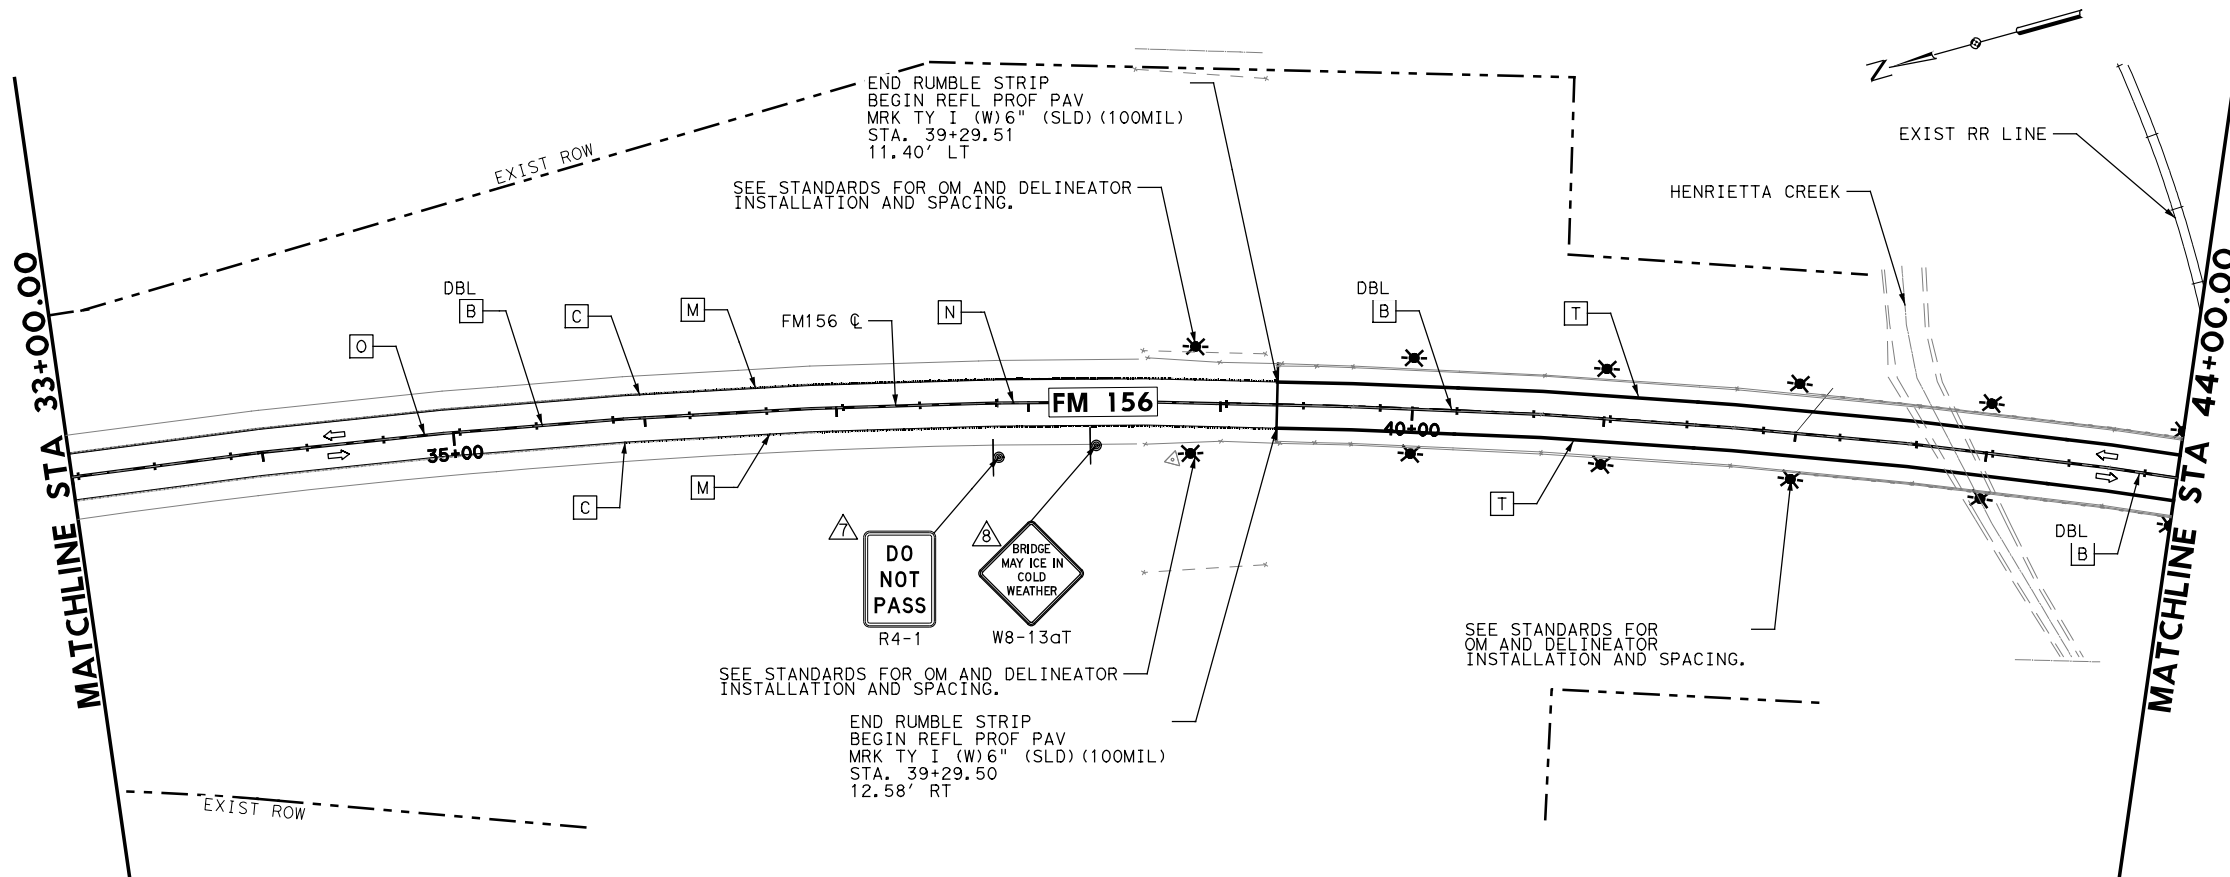 END RUMBLE STRIP
BEGIN REFL PROF PAV
MRK TY I (W)6" (SLD)(100MIL)
STA. 39+29.51
11.40' LT
N
EXIST RR LINE
EXIST ROW
SEE STANDARDS FOR OM AND DELINEATOR
INSTALLATION AND SPACING.
HENRIETTA CREEK
MATCHLINE STA 33+00.00
DBL
B
C
M
O
FM156 ℄
N
DBL
B
T
FM 156
35+00
40+00
C
M
T
7
DO
NOT
PASS
R4-1
8
BRIDGE
MAY ICE IN
COLD
WEATHER
W8-13aT
DBL
B
MATCHLINE STA 44+00.00
SEE STANDARDS FOR
OM AND DELINEATOR
INSTALLATION AND SPACING.
SEE STANDARDS FOR OM AND DELINEATOR
INSTALLATION AND SPACING.
END RUMBLE STRIP
BEGIN REFL PROF PAV
MRK TY I (W)6" (SLD)(100MIL)
STA. 39+29.50
12.58' RT
EXIST ROW